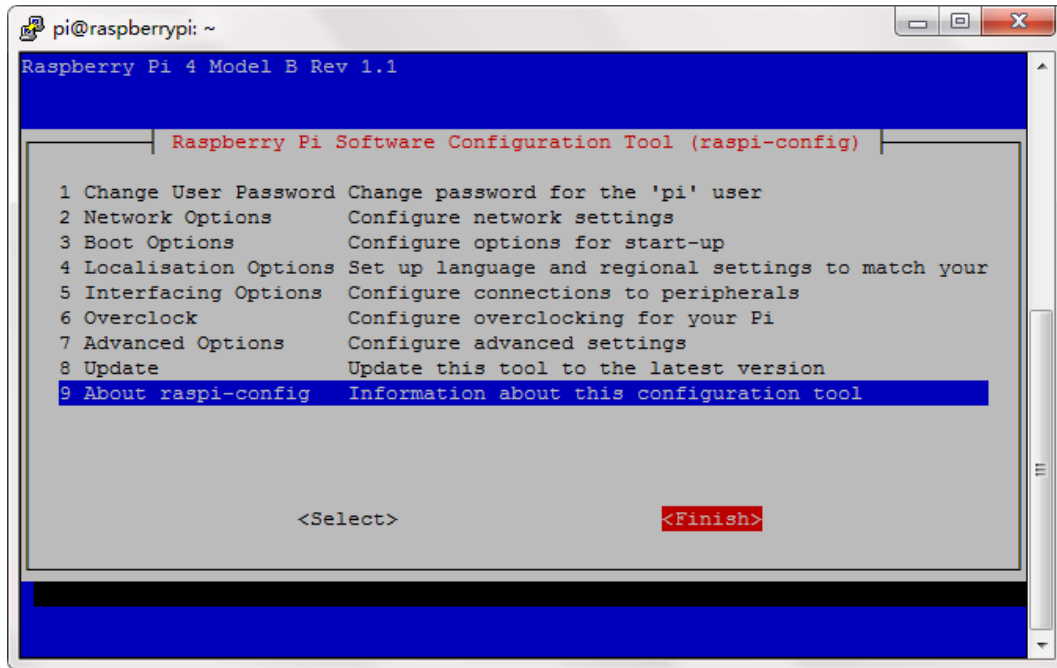 pi@raspberrypi: ~
Raspberry Pi 4 Model B Rev 1.1
Raspberry Pi Software Configuration Tool (raspi-config)
1 Change User Password Change password for the 'pi' user
2 Network Options Configure network settings
3 Boot Options Configure options for start-up
4 Localisation Options Set up language and regional settings to match your
5 Interfacing Options Configure connections to peripherals
6 Overclock Configure overclocking for your Pi
7 Advanced Options Configure advanced settings
8 Update Update this tool to the latest version
9 About raspi-config Information about this configuration tool
<Select> <Finish>